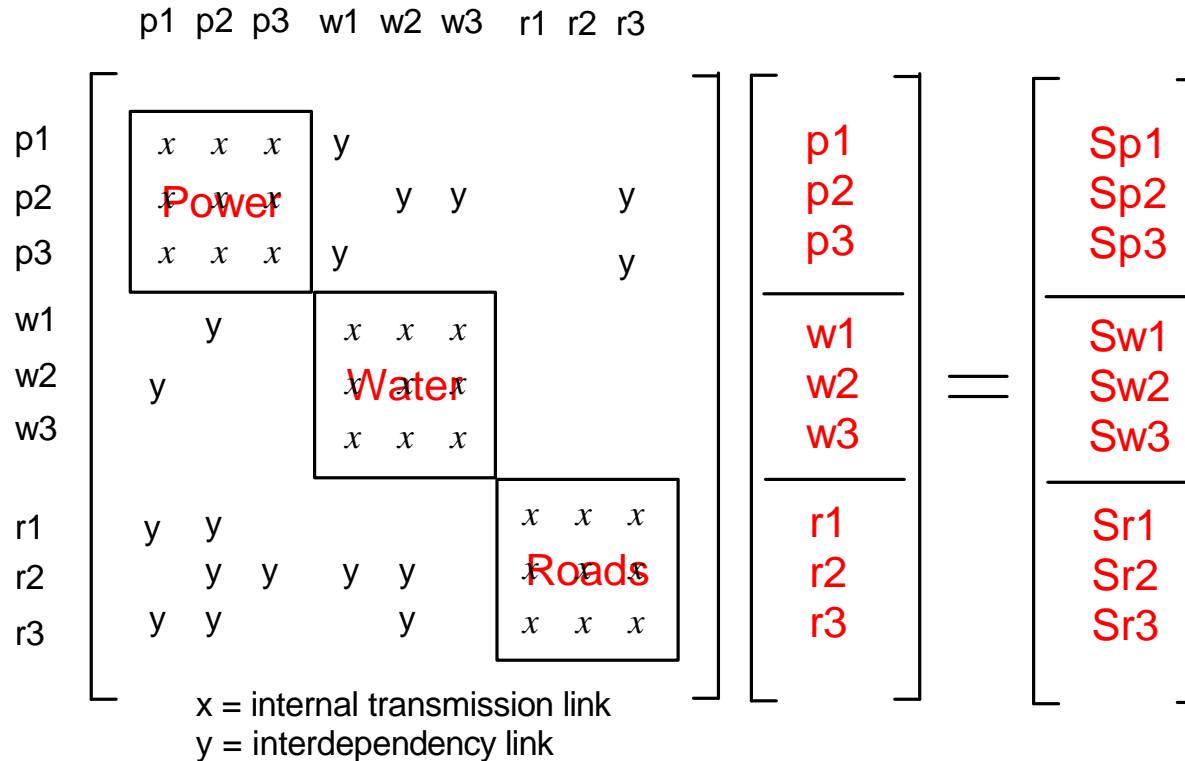 p1 p2 p3 w1 w2 w3 r1 r2 r3
p1 x x x y p1 Sp1
p2 x x x Power y y y p2 Sp2
p3 x x x y y p3 Sp3
w1 y x x x w1 Sw1
w2 y x x x Water w2 = Sw2
w3 x x x w3 Sw3
r1 y y x x x r1 Sr1
r2 y y y y x x x Roads r2 Sr2
r3 y y y x x x r3 Sr3
x = internal transmission link
y = interdependency link